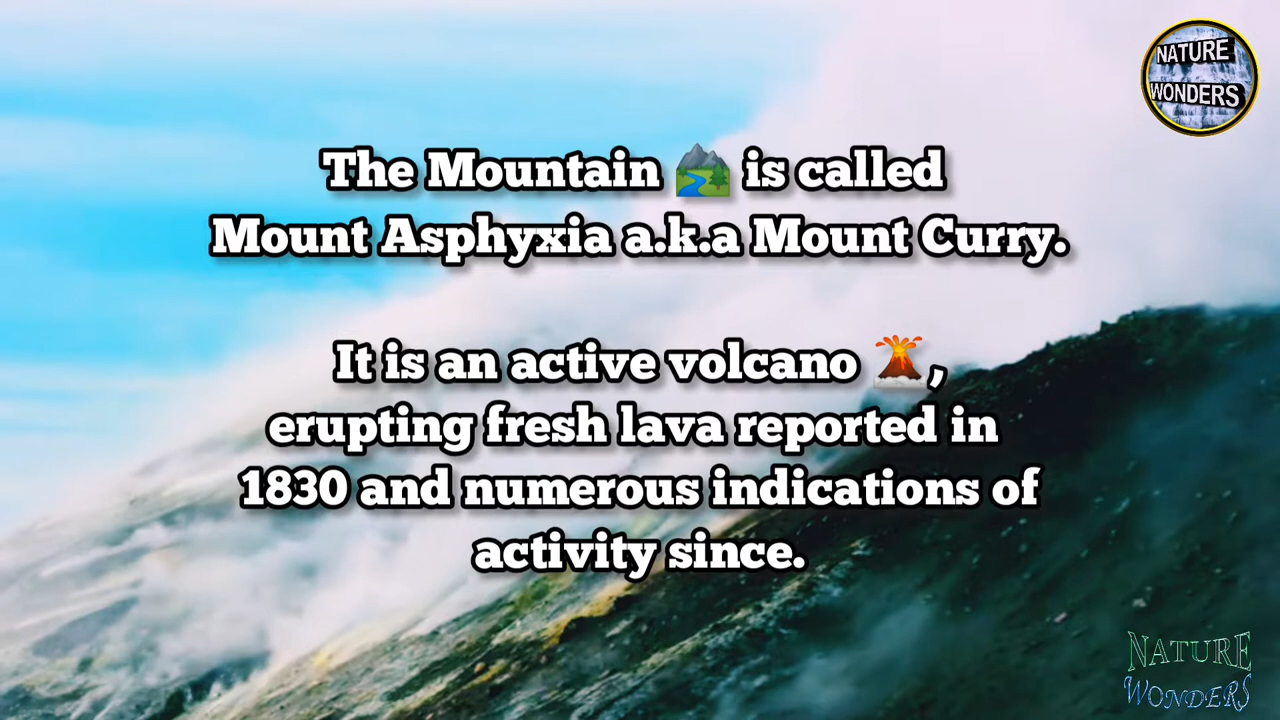 NATURE
WONDERS
The Mountain 🏞️ is called
Mount Asphyxia a.k.a Mount Curry.
It is an active volcano 🌋,
erupting fresh lava reported in
1830 and numerous indications of
activity since.
NATURE
WONDERS